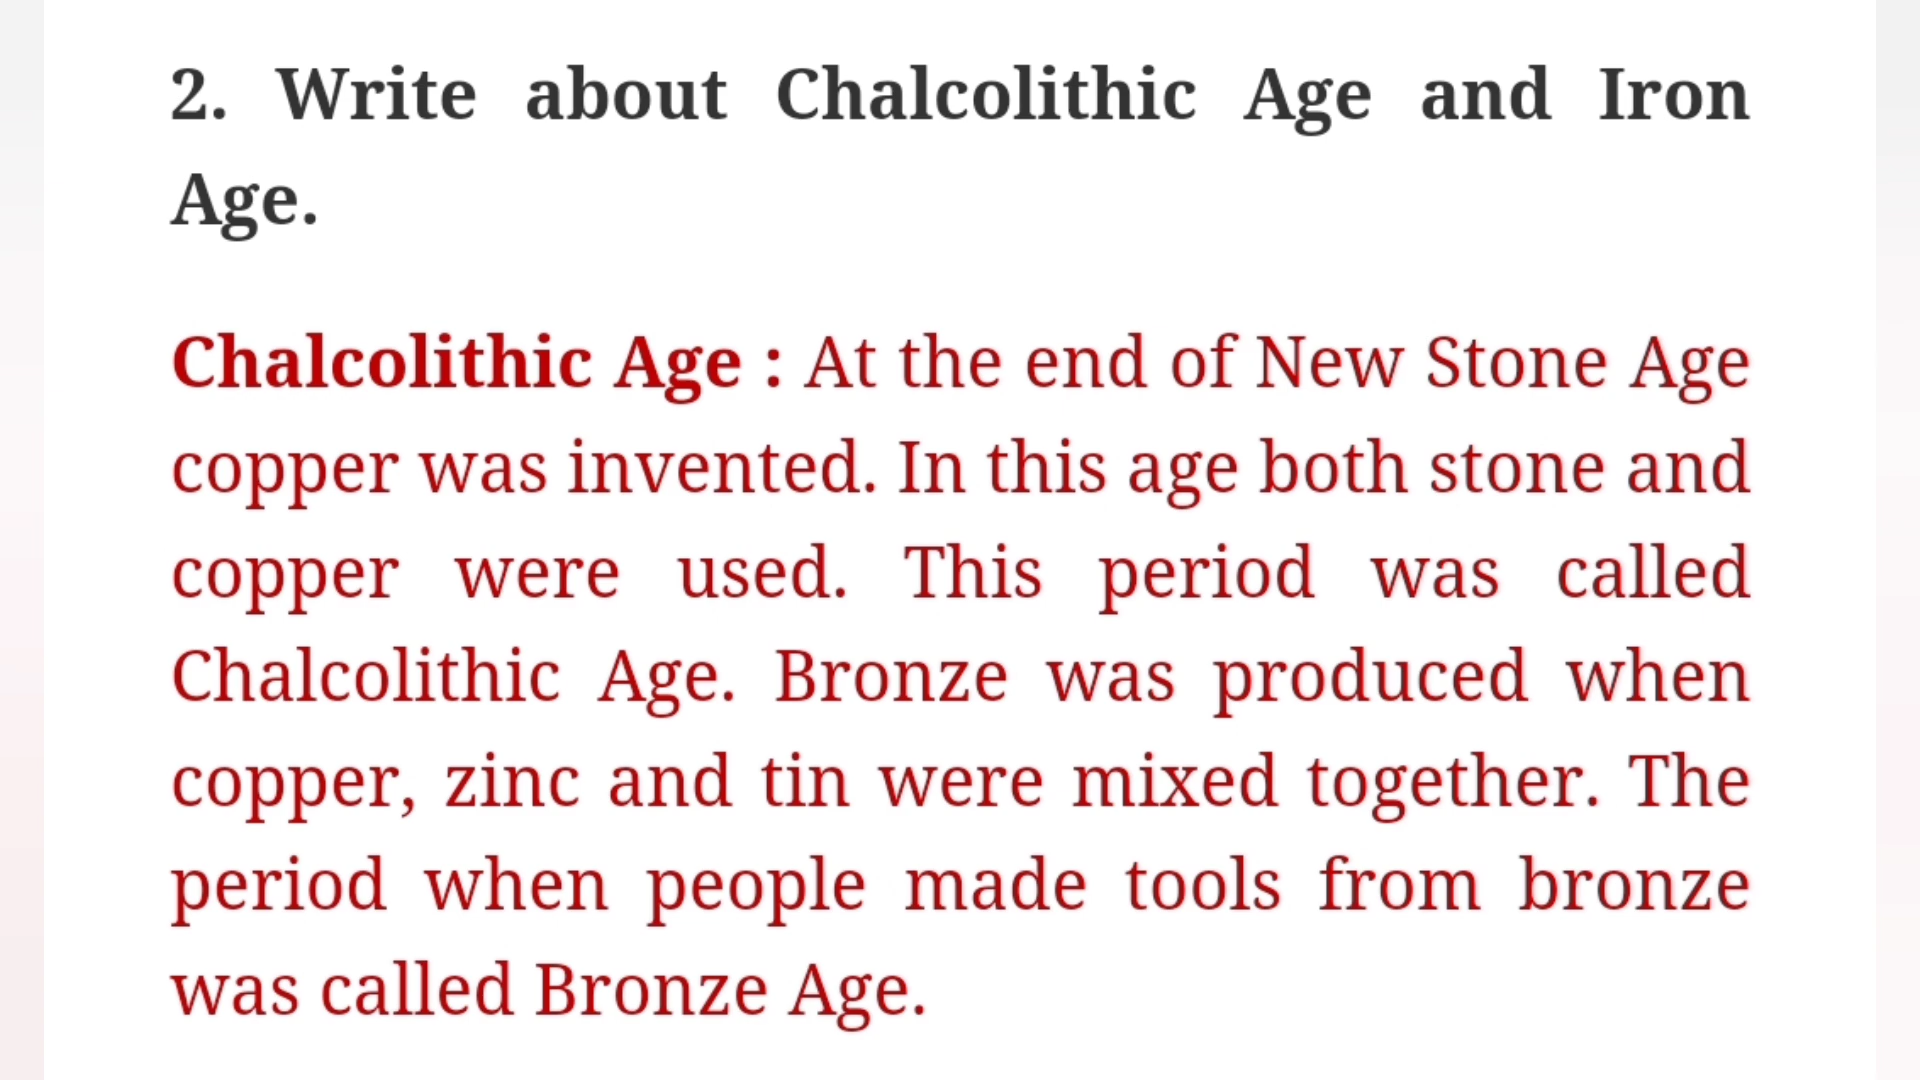 2. Write about Chalcolithic Age and Iron
Age.
Chalcolithic Age : At the end of New Stone Age
copper was invented. In this age both stone and
copper were used. This period was called
Chalcolithic Age. Bronze was produced when
copper, zinc and tin were mixed together. The
period when people made tools from bronze
was called Bronze Age.